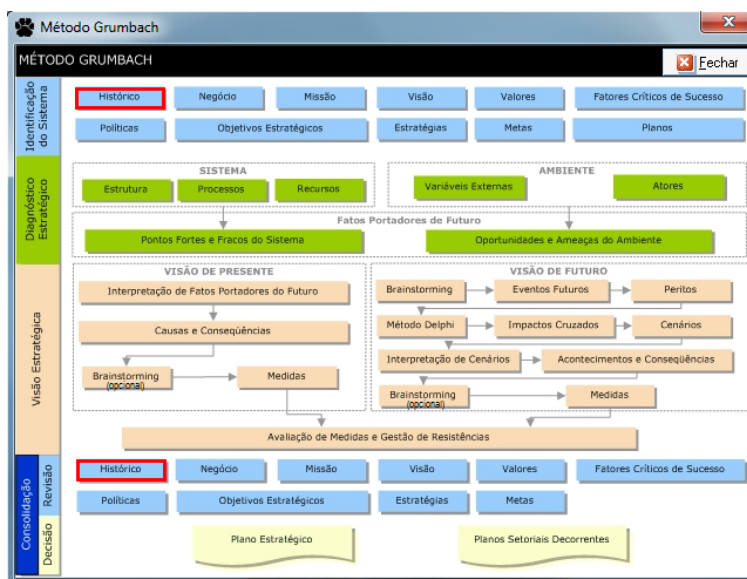 Método Grumbach
MÉTODO GRUMBACH
Fechar
Identificação do Sistema
Histórico
Negócio
Missão
Visão
Valores
Fatores Críticos de Sucesso
Políticas
Objetivos Estratégicos
Estratégias
Metas
Planos
Diagnóstico Estratégico
SISTEMA
Estrutura
Processos
Recursos
AMBIENTE
Variáveis Externas
Atores
Fatos Portadores de Futuro
Pontos Fortes e Fracos do Sistema
Oportunidades e Ameaças do Ambiente
Visão Estratégica
VISÃO DE PRESENTE
Interpretação de Fatos Portadores do Futuro
Causas e Conseqüências
Brainstorming
(opcional)
Medidas
VISÃO DE FUTURO
Brainstorming
Eventos Futuros
Peritos
Método Delphi
Impactos Cruzados
Cenários
Interpretação de Cenários
Acontecimentos e Conseqüências
Brainstorming
(opcional)
Medidas
Avaliação de Medidas e Gestão de Resistências
Consolidação
Revisão
Histórico
Negócio
Missão
Visão
Valores
Fatores Críticos de Sucesso
Políticas
Objetivos Estratégicos
Estratégias
Metas
Decisão
Plano Estratégico
Planos Setoriais Decorrentes